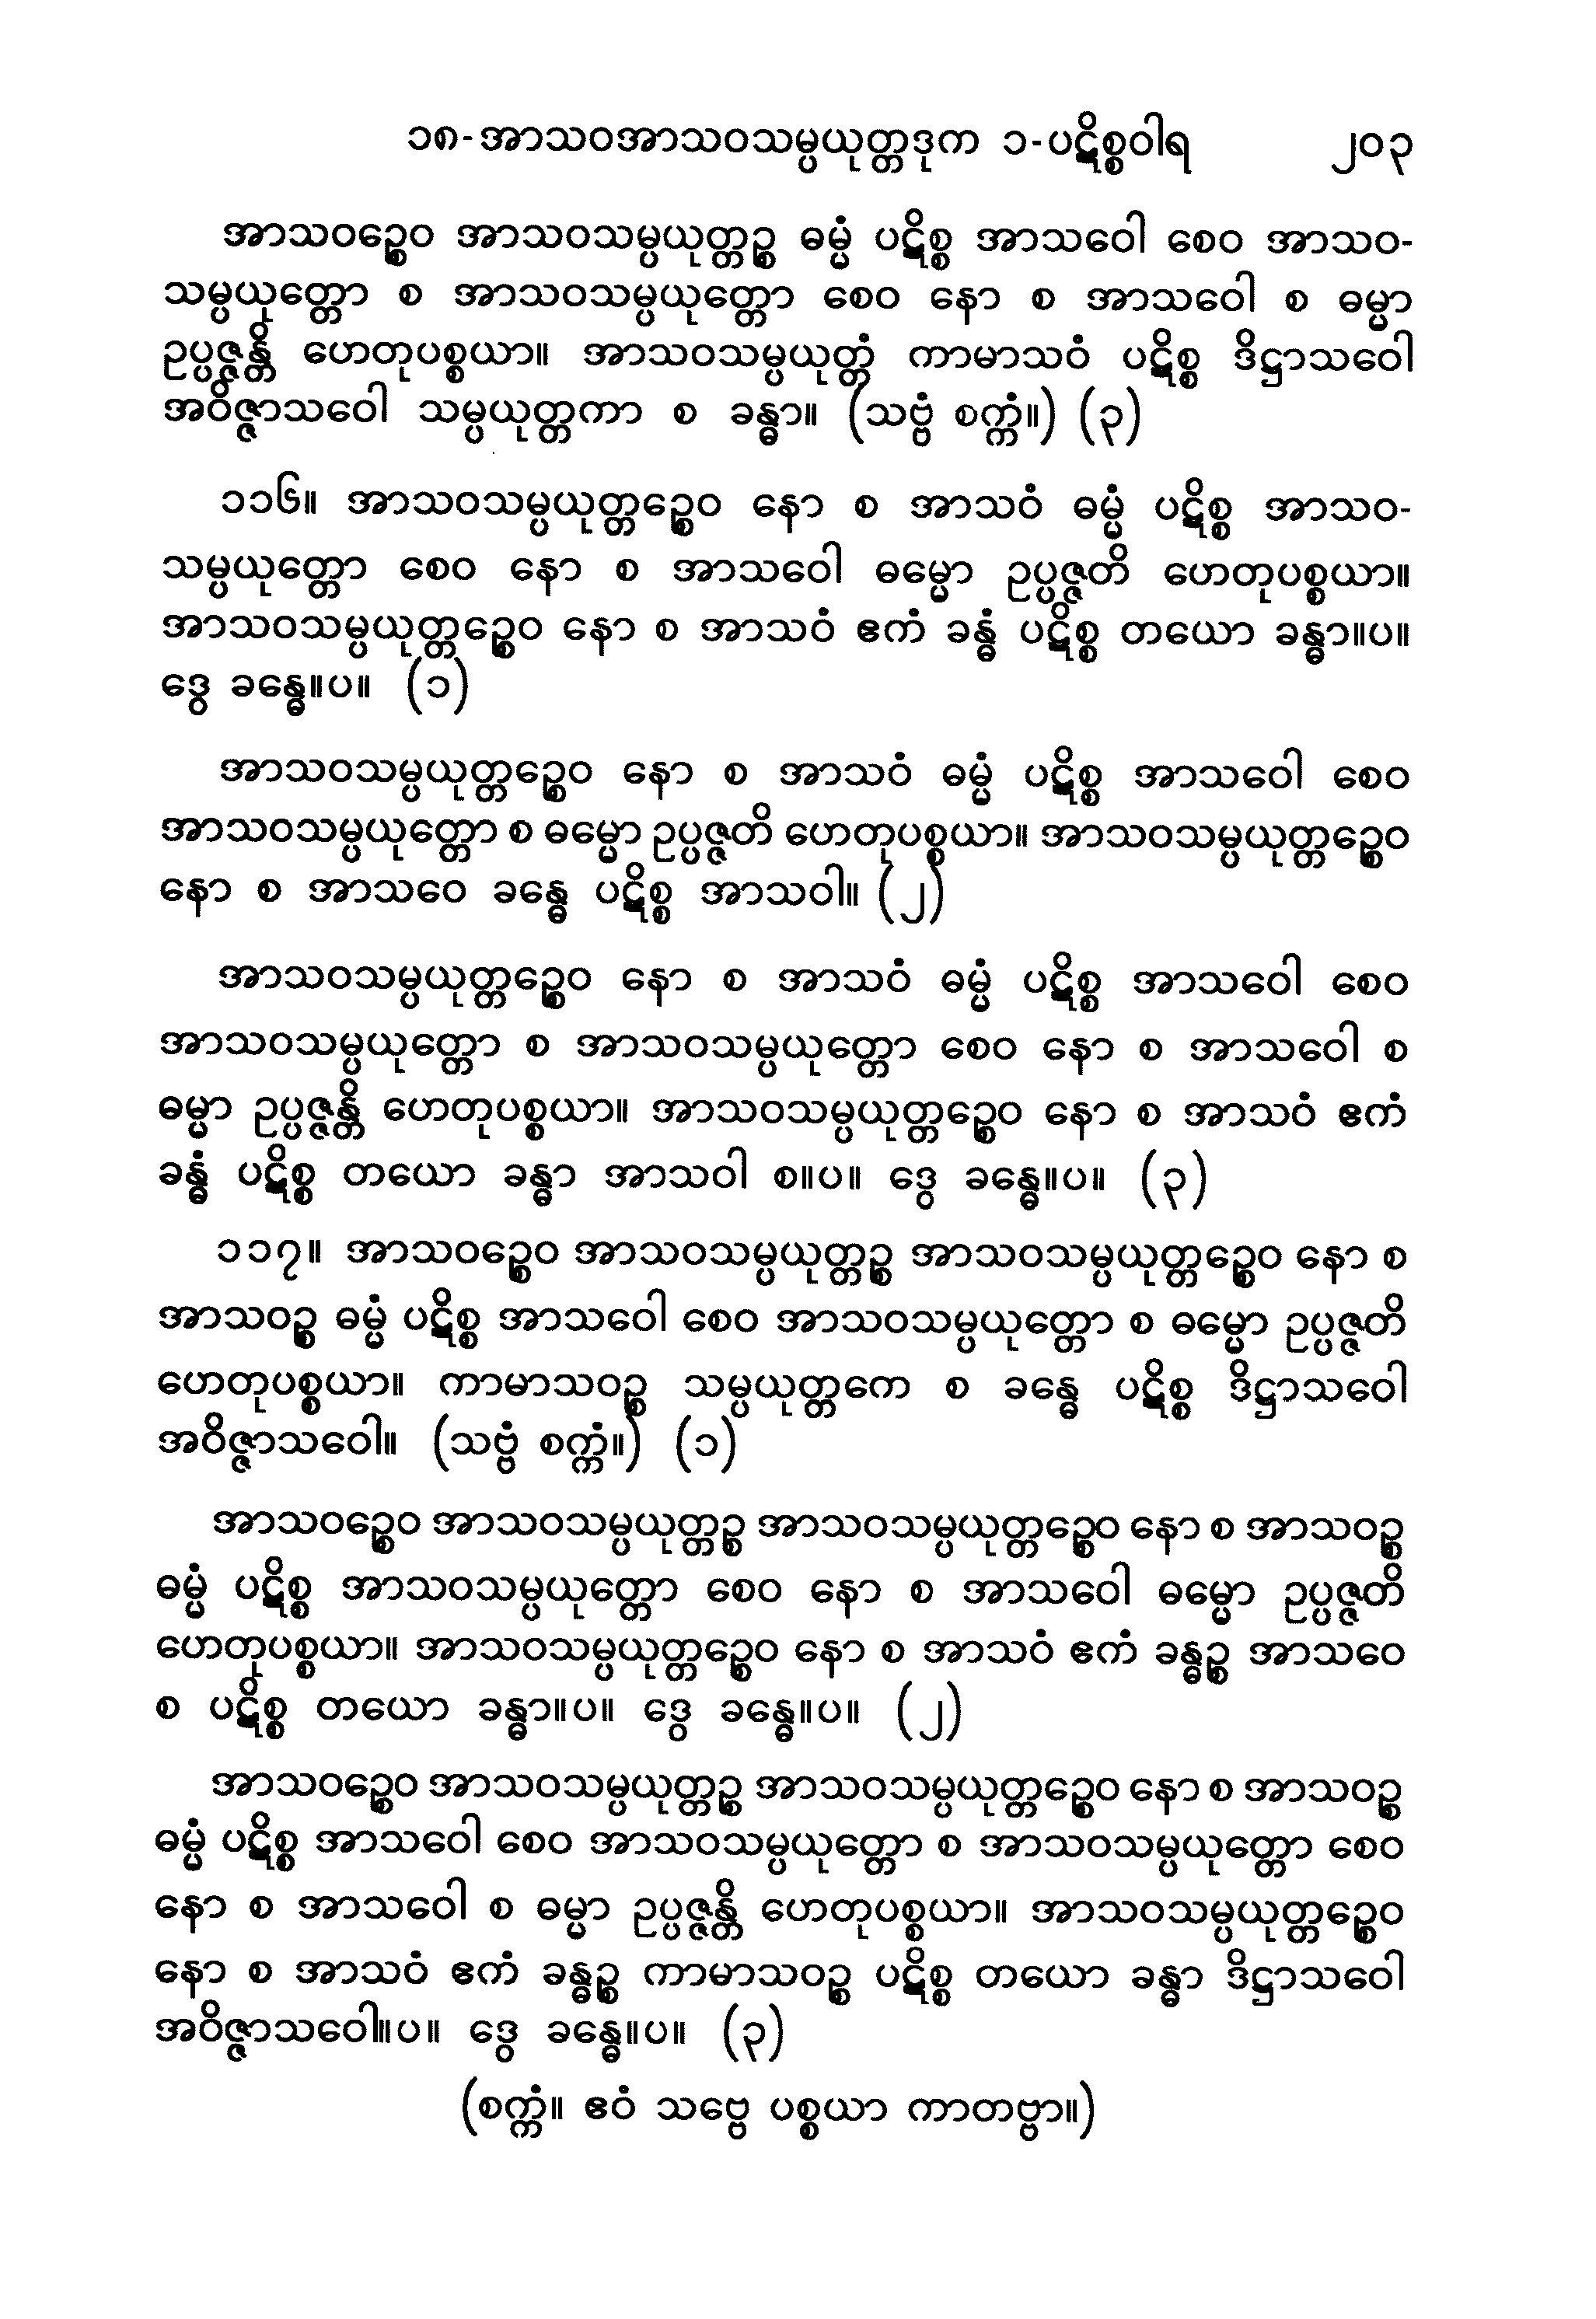 ၁၈-အာသဝအာသဝသမ္ပယုတ္တဒုက ၁-ပဋိစ္စဝါရ ၂၀၃
အာသဝဉ္စေဝ အာသဝသမ္ပယုတ္တဉ္စ ဓမ္မံ ပဋိစ္စ အာသဝေါ စေဝ အာသဝ-
သမ္ပယုတ္တော စ အာသဝသမ္ပယုတ္တော စေဝ နော စ အာသဝေါ စ ဓမ္မာ
ဥပ္ပဇ္ဇန္တိ ဟေတုပစ္စယာ။ အာသဝသမ္ပယုတ္တံ ကာမာသဝံ ပဋိစ္စ ဒိဋ္ဌာသဝေါ
အဝိဇ္ဇာသဝေါ သမ္ပယုတ္တကာ စ ခန္ဓာ။ (သဗ္ဗံ စက္ကံ။) (၃)
၁၁၆။ အာသဝသမ္ပယုတ္တဉ္စေဝ နော စ အာသဝံ ဓမ္မံ ပဋိစ္စ အာသဝ-
သမ္ပယုတ္တော စေဝ နော စ အာသဝေါ ဓမ္မော ဥပ္ပဇ္ဇတိ ဟေတုပစ္စယာ။
အာသဝသမ္ပယုတ္တဉ္စေဝ နော စ အာသဝံ ဧကံ ခန္ဓံ ပဋိစ္စ တယော ခန္ဓာ။ပ။
ဒွေ ခန္ဓေ။ပ။ (၁)
အာသဝသမ္ပယုတ္တဉ္စေဝ နော စ အာသဝံ ဓမ္မံ ပဋိစ္စ အာသဝေါ စေဝ
အာသဝသမ္ပယုတ္တော စ ဓမ္မော ဥပ္ပဇ္ဇတိ ဟေတုပစ္စယာ။ အာသဝသမ္ပယုတ္တဉ္စေဝ
နော စ အာသဝေ ခန္ဓေ ပဋိစ္စ အာသဝါ။ (၂)
အာသဝသမ္ပယုတ္တဉ္စေဝ နော စ အာသဝံ ဓမ္မံ ပဋိစ္စ အာသဝေါ စေဝ
အာသဝသမ္ပယုတ္တော စ အာသဝသမ္ပယုတ္တော စေဝ နော စ အာသဝေါ စ
ဓမ္မာ ဥပ္ပဇ္ဇန္တိ ဟေတုပစ္စယာ။ အာသဝသမ္ပယုတ္တဉ္စေဝ နော စ အာသဝံ ဧကံ
ခန္ဓံ ပဋိစ္စ တယော ခန္ဓာ အာသဝါ စ။ပ။ ဒွေ ခန္ဓေ။ပ။ (၃)
၁၁၇။ အာသဝဉ္စေဝ အာသဝသမ္ပယုတ္တဉ္စ အာသဝသမ္ပယုတ္တဉ္စေဝ နော စ
အာသဝဉ္စ ဓမ္မံ ပဋိစ္စ အာသဝေါ စေဝ အာသဝသမ္ပယုတ္တော စ ဓမ္မော ဥပ္ပဇ္ဇတိ
ဟေတုပစ္စယာ။ ကာမာသဝဉ္စ သမ္ပယုတ္တကေ စ ခန္ဓေ ပဋိစ္စ ဒိဋ္ဌာသဝေါ
အဝိဇ္ဇာသဝေါ။ (သဗ္ဗံ စက္ကံ။) (၁)
အာသဝဉ္စေဝ အာသဝသမ္ပယုတ္တဉ္စ အာသဝသမ္ပယုတ္တဉ္စေဝ နော စ အာသဝဉ္စ
ဓမ္မံ ပဋိစ္စ အာသဝသမ္ပယုတ္တော စေဝ နော စ အာသဝေါ ဓမ္မော ဥပ္ပဇ္ဇတိ
ဟေတုပစ္စယာ။ အာသဝသမ္ပယုတ္တဉ္စေဝ နော စ အာသဝံ ဧကံ ခန္ဓဉ္စ အာသဝေ
စ ပဋိစ္စ တယော ခန္ဓာ။ပ။ ဒွေ ခန္ဓေ။ပ။ (၂)
အာသဝဉ္စေဝ အာသဝသမ္ပယုတ္တဉ္စ အာသဝသမ္ပယုတ္တဉ္စေဝ နော စ အာသဝဉ္စ
ဓမ္မံ ပဋိစ္စ အာသဝေါ စေဝ အာသဝသမ္ပယုတ္တော စ အာသဝသမ္ပယုတ္တော စေဝ
နော စ အာသဝေါ စ ဓမ္မာ ဥပ္ပဇ္ဇန္တိ ဟေတုပစ္စယာ။ အာသဝသမ္ပယုတ္တဉ္စေဝ
နော စ အာသဝံ ဧကံ ခန္ဓဉ္စ ကာမာသဝဉ္စ ပဋိစ္စ တယော ခန္ဓာ ဒိဋ္ဌာသဝေါ
အဝိဇ္ဇာသဝေါ။ပ။ ဒွေ ခန္ဓေ။ပ။ (၃)
(စက္ကံ။ ဧဝံ သဗ္ဗေ ပစ္စယာ ကာတဗ္ဗာ။)